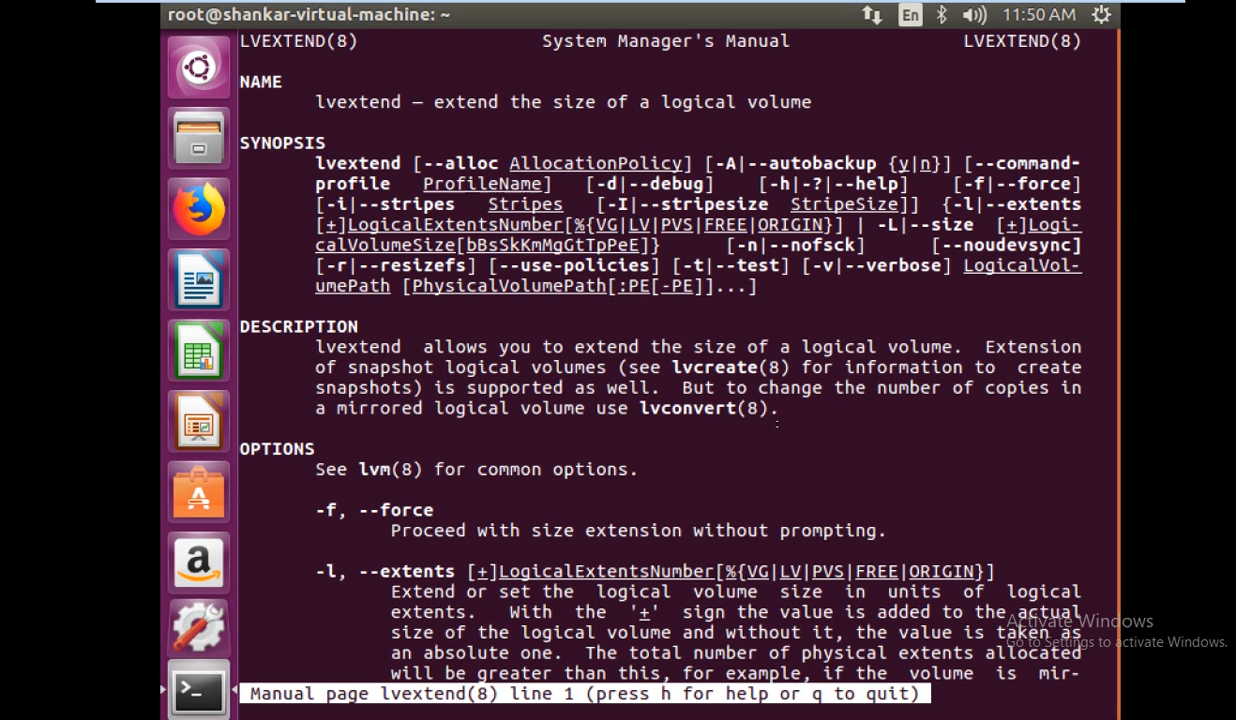 root@shankar-virtual-machine: ~ En 11:50 AM
LVEXTEND(8) System Manager's Manual LVEXTEND(8)
NAME
lvextend — extend the size of a logical volume
SYNOPSIS
lvextend [--alloc AllocationPolicy] [-A|--autobackup {y|n}] [--command-
profile ProfileName] [-d|--debug] [-h|-?|--help] [-f|--force]
[-i|--stripes Stripes [-I|--stripesize StripeSize]] {-l|--extents
[+]LogicalExtentsNumber[%{VG|LV|PVS|FREE|ORIGIN}] | -L|--size [+]Logi-
calVolumeSize[bBsSkKmMgGtTpPeE]} [-n|--nofsck] [--noudevsync]
[-r|--resizefs] [--use-policies] [-t|--test] [-v|--verbose] LogicalVol-
umePath [PhysicalVolumePath[:PE[-PE]]...]
DESCRIPTION
lvextend allows you to extend the size of a logical volume. Extension
of snapshot logical volumes (see lvcreate(8) for information to create
snapshots) is supported as well. But to change the number of copies in
a mirrored logical volume use lvconvert(8).
OPTIONS
See lvm(8) for common options.
-f, --force
Proceed with size extension without prompting.
-l, --extents [+]LogicalExtentsNumber[%{VG|LV|PVS|FREE|ORIGIN}]
Extend or set the logical volume size in units of logical
extents. With the '+' sign the value is added to the actual
size of the logical volume and without it, the value is taken as
an absolute one. The total number of physical extents allocated
will be greater than this, for example, if the volume is mir-
Manual page lvextend(8) line 1 (press h for help or q to quit)
Activate Windows
Go to Settings to activate Windows.